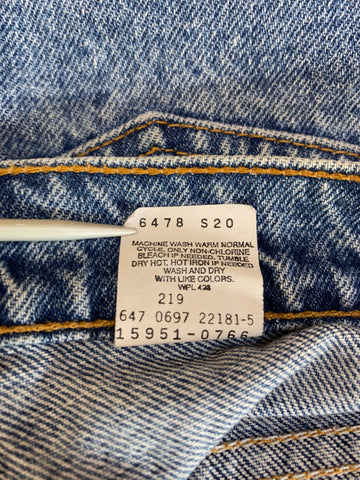 6478 S20
MACHINE WASH WARM NORMAL
CYCLE, ONLY NON-CHLORINE
BLEACH IF NEEDED. TUMBLE
DRY HOT. HOT IRON IF NEEDED
WASH AND DRY
WITH LIKE COLORS.
WPL 423
219
647 0697 22181-5
15951-0766